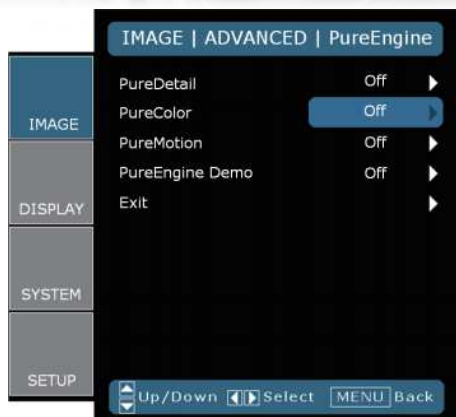 IMAGE | ADVANCED | PureEngine
PureDetail Off
PureColor Off
PureMotion Off
PureEngine Demo Off
Exit
IMAGE
DISPLAY
SYSTEM
SETUP
Up/Down Select MENU Back